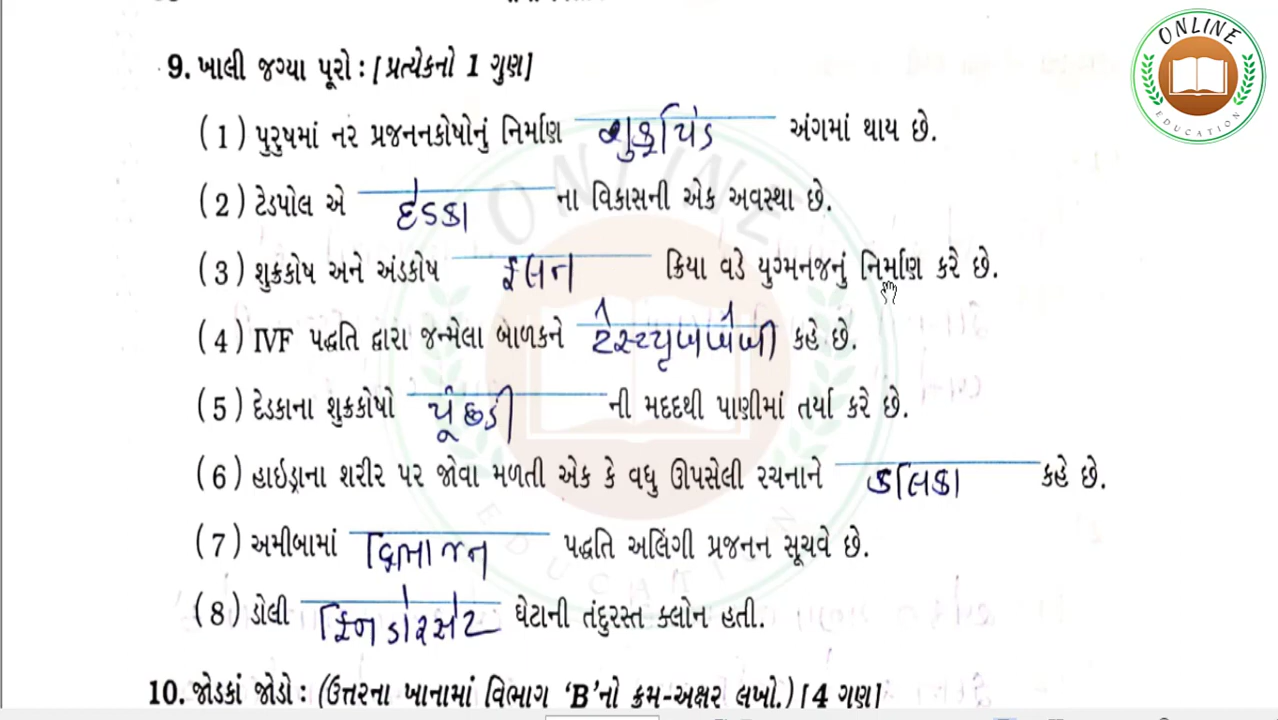 ONLINE
EDUCATION
9. ખાલી જગ્યા પૂરો : [પ્રત્યેકનો 1 ગુણ]
(1) પુરુષમાં નર પ્રજનનકોષોનું નિર્માણ શુક્રપિંડ અંગમાં થાય છે.
(2) ટેડપોલ એ દેડકા ના વિકાસની એક અવસ્થા છે.
(3) શુક્રકોષ અને અંડકોષ ફલન ક્રિયા વડે યુગ્મનજનું નિર્માણ કરે છે.
(4) IVF પદ્ધતિ દ્વારા જન્મેલા બાળકને ટેસ્ટટ્યૂબ બેબી કહે છે.
(5) દેડકાના શુક્રકોષો પૂંછડી ની મદદથી પાણીમાં તર્યા કરે છે.
(6) હાઇડ્રાના શરીર પર જોવા મળતી એક કે વધુ ઊપસેલી રચનાને કલિકા કહે છે.
(7) અમીબામાં દ્વિભાજન પદ્ધતિ અલિંગી પ્રજનન સૂચવે છે.
(8) ડોલી ફિનડોરસેટ ઘેટાની તંદુરસ્ત ક્લોન હતી.
10. જોડકાં જોડો : (ઉત્તરના ખાનામાં વિભાગ ‘B’નો ક્રમ-અક્ષર લખો.) [4 ગુણ]